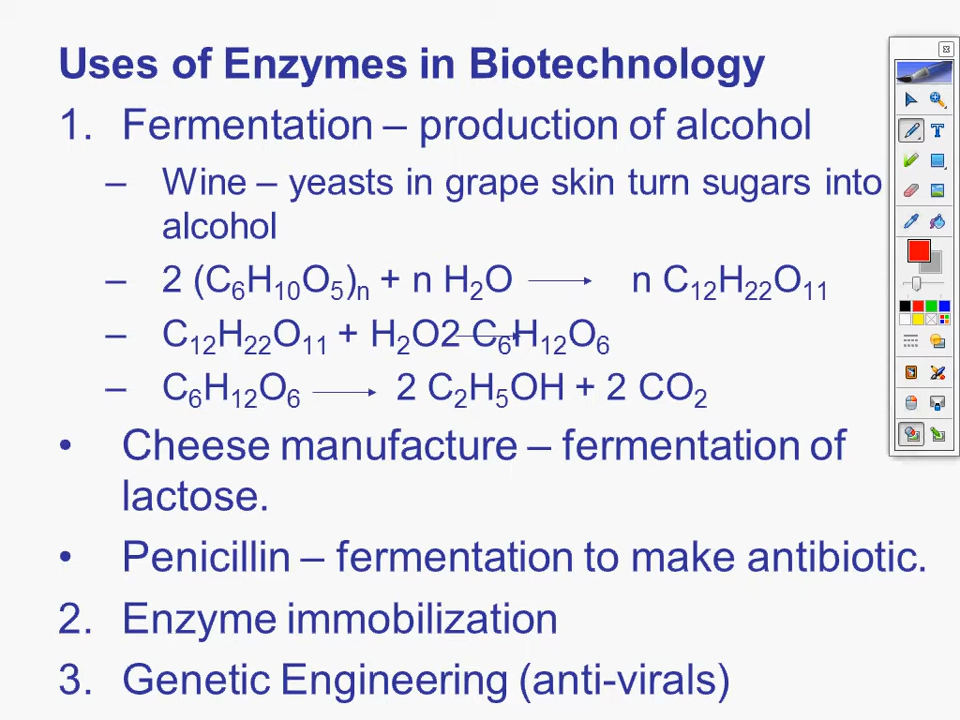 Uses of Enzymes in Biotechnology
1. Fermentation – production of alcohol
– Wine – yeasts in grape skin turn sugars into
alcohol
– 2 (C₆H₁₀O₅)ₙ + n H₂O → n C₁₂H₂₂O₁₁
– C₁₂H₂₂O₁₁ + H₂O2 C₆H₁₂O₆
– C₆H₁₂O₆ → 2 C₂H₅OH + 2 CO₂
• Cheese manufacture – fermentation of
lactose.
• Penicillin – fermentation to make antibiotic.
2. Enzyme immobilization
3. Genetic Engineering (anti-virals)
T